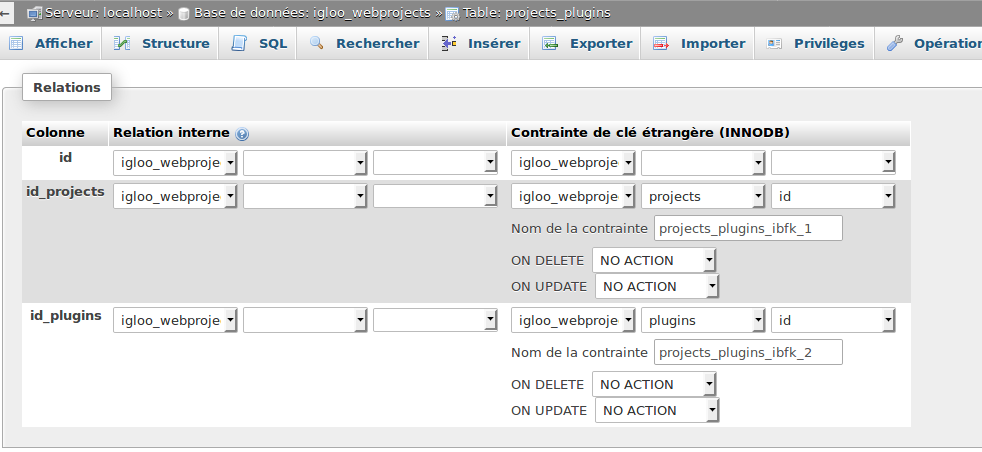 ← Serveur: localhost » Base de données: igloo_webprojects » Table: projects_plugins
Afficher Structure SQL Rechercher Insérer Exporter Importer Privilèges Opération
Relations
Colonne Relation interne Contrainte de clé étrangère (INNODB)
id igloo_webproje igloo_webproje
id_projects igloo_webproje igloo_webproje projects id
Nom de la contrainte projects_plugins_ibfk_1
ON DELETE NO ACTION
ON UPDATE NO ACTION
id_plugins igloo_webproje igloo_webproje plugins id
Nom de la contrainte projects_plugins_ibfk_2
ON DELETE NO ACTION
ON UPDATE NO ACTION